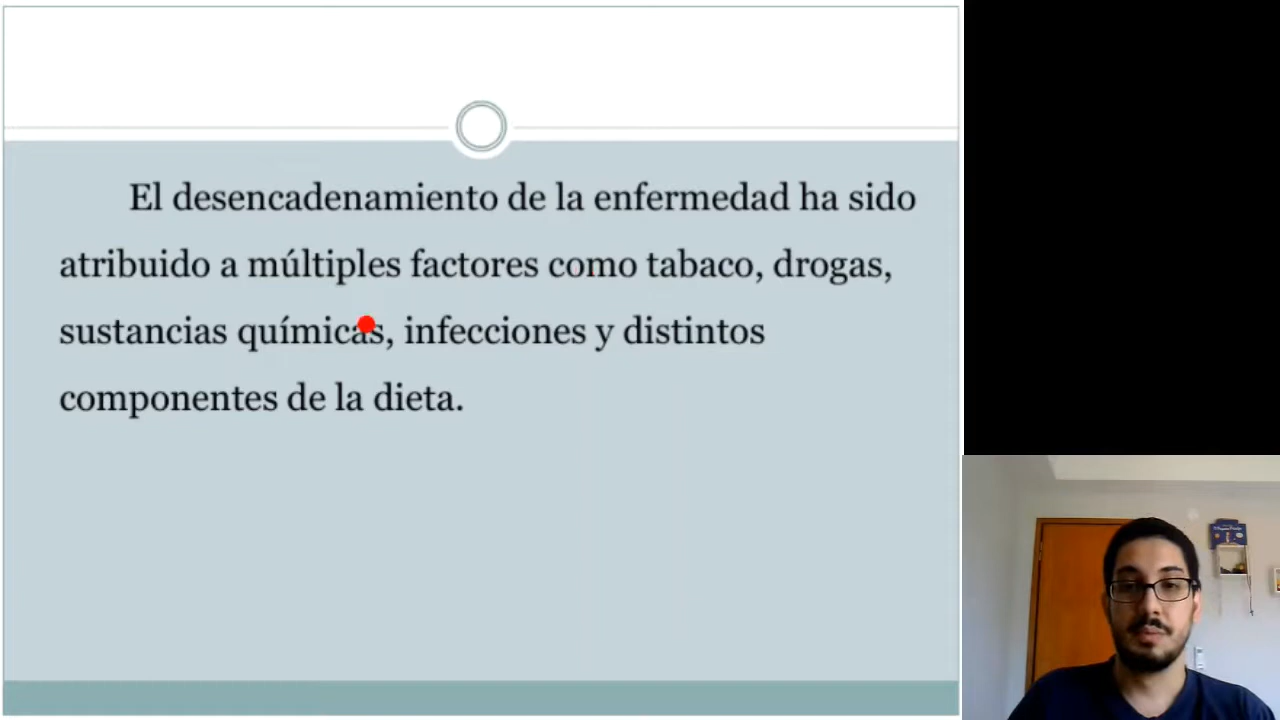 El desencadenamiento de la enfermedad ha sido
atribuido a múltiples factores como tabaco, drogas,
sustancias químicas, infecciones y distintos
componentes de la dieta.